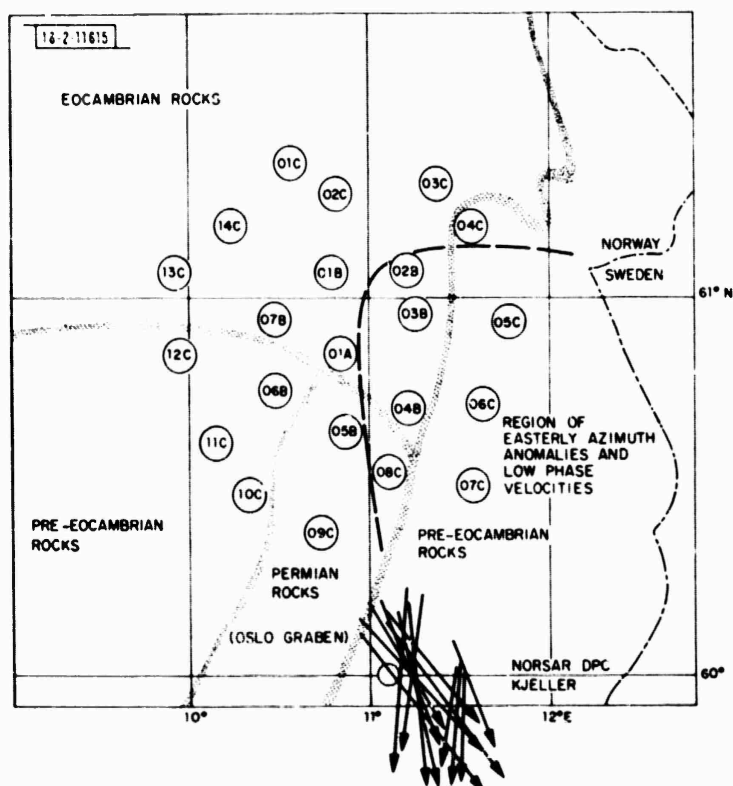 18-2-11615
EOCAMBRIAN ROCKS
01C
02C
03C
14C
04C
NORWAY
SWEDEN
13C
01B
02B
61° N
07B
03B
05C
12C
01A
06B
04B
06C
REGION OF
EASTERLY AZIMUTH
ANOMALIES AND
LOW PHASE
VELOCITIES
05B
11C
08C
07C
10C
PRE-EOCAMBRIAN
ROCKS
09C
PRE-EOCAMBRIAN
ROCKS
PERMIAN
ROCKS
(OSLO GRABEN)
NORSAR DPC
KJELLER
60°
10°
11°
12°E